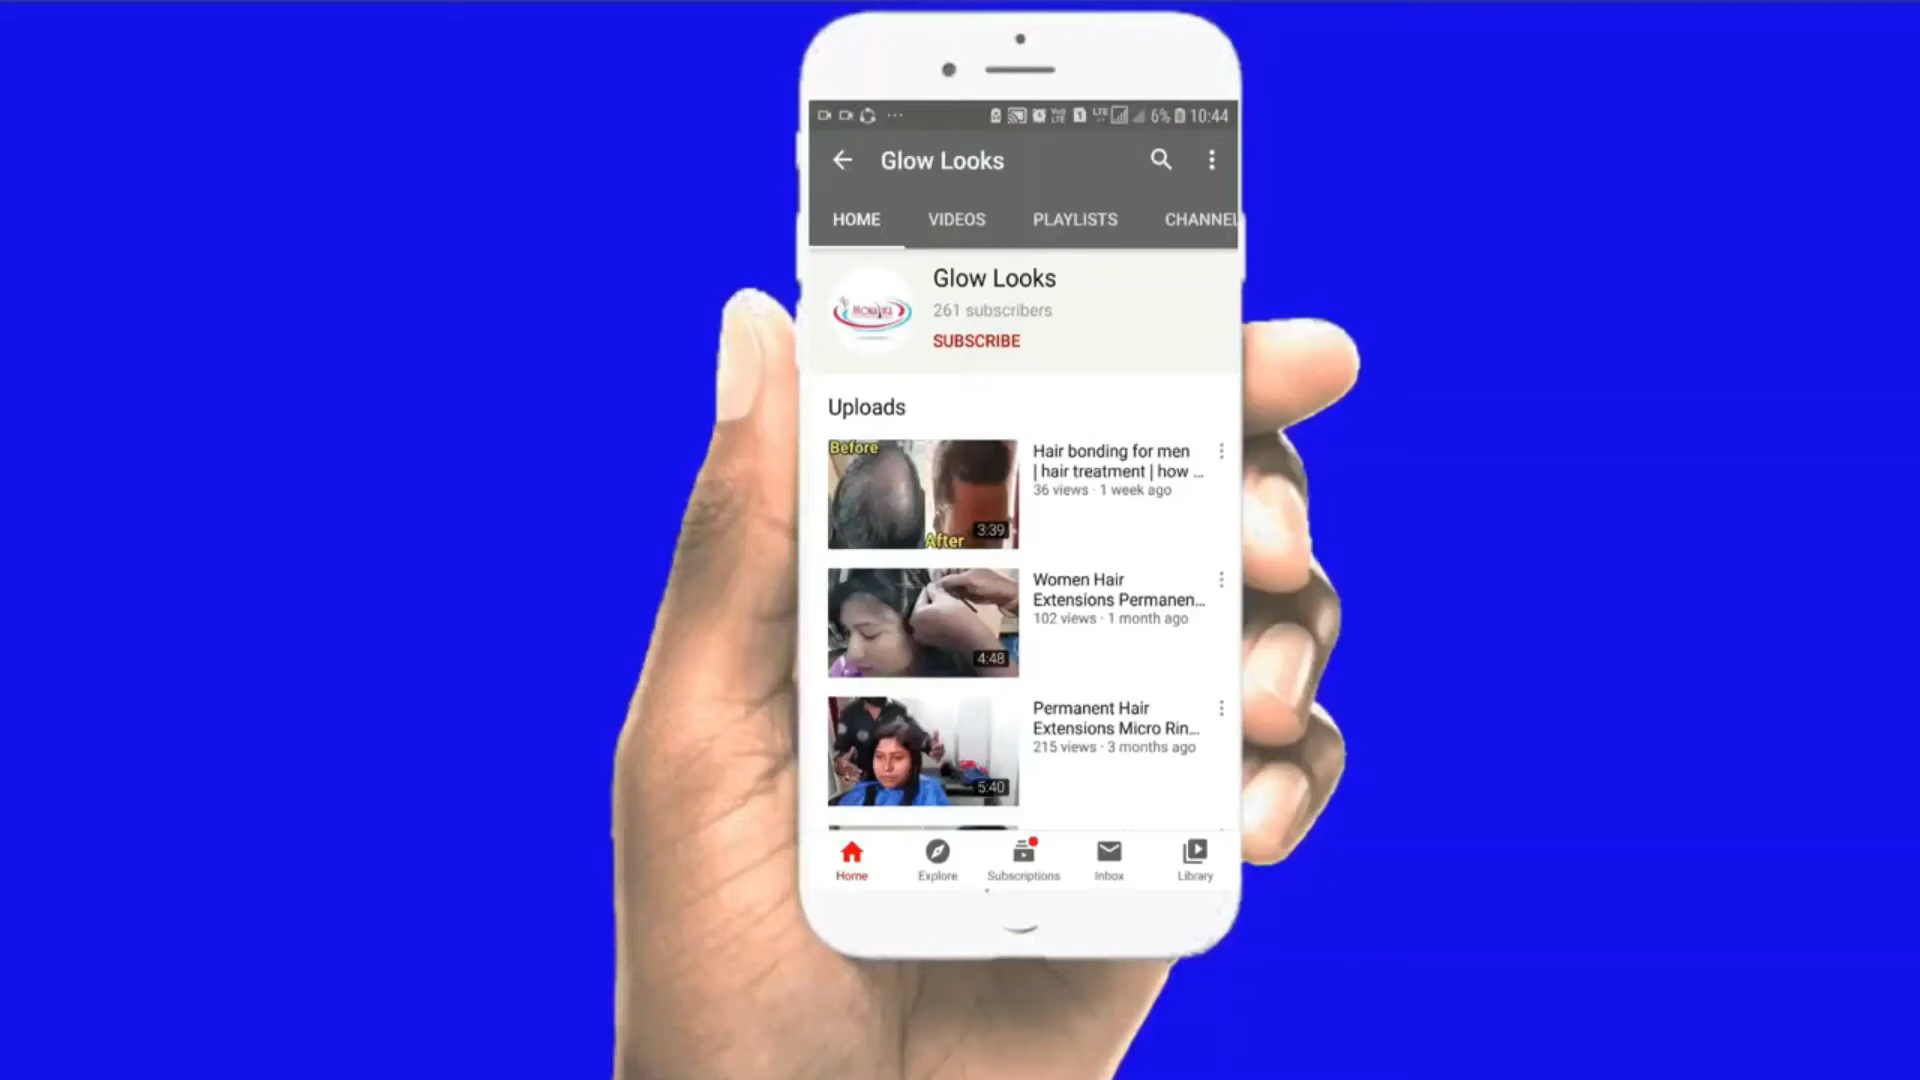 6% 10:44
Glow Looks
HOME VIDEOS PLAYLISTS CHANNEL
Glow Looks
261 subscribers
SUBSCRIBE
Uploads
Before
After
3:39
Hair bonding for men
| hair treatment | how ...
36 views · 1 week ago
4:48
Women Hair
Extensions Permanen...
102 views · 1 month ago
5:40
Permanent Hair
Extensions Micro Rin...
215 views · 3 months ago
Home Explore Subscriptions Inbox Library